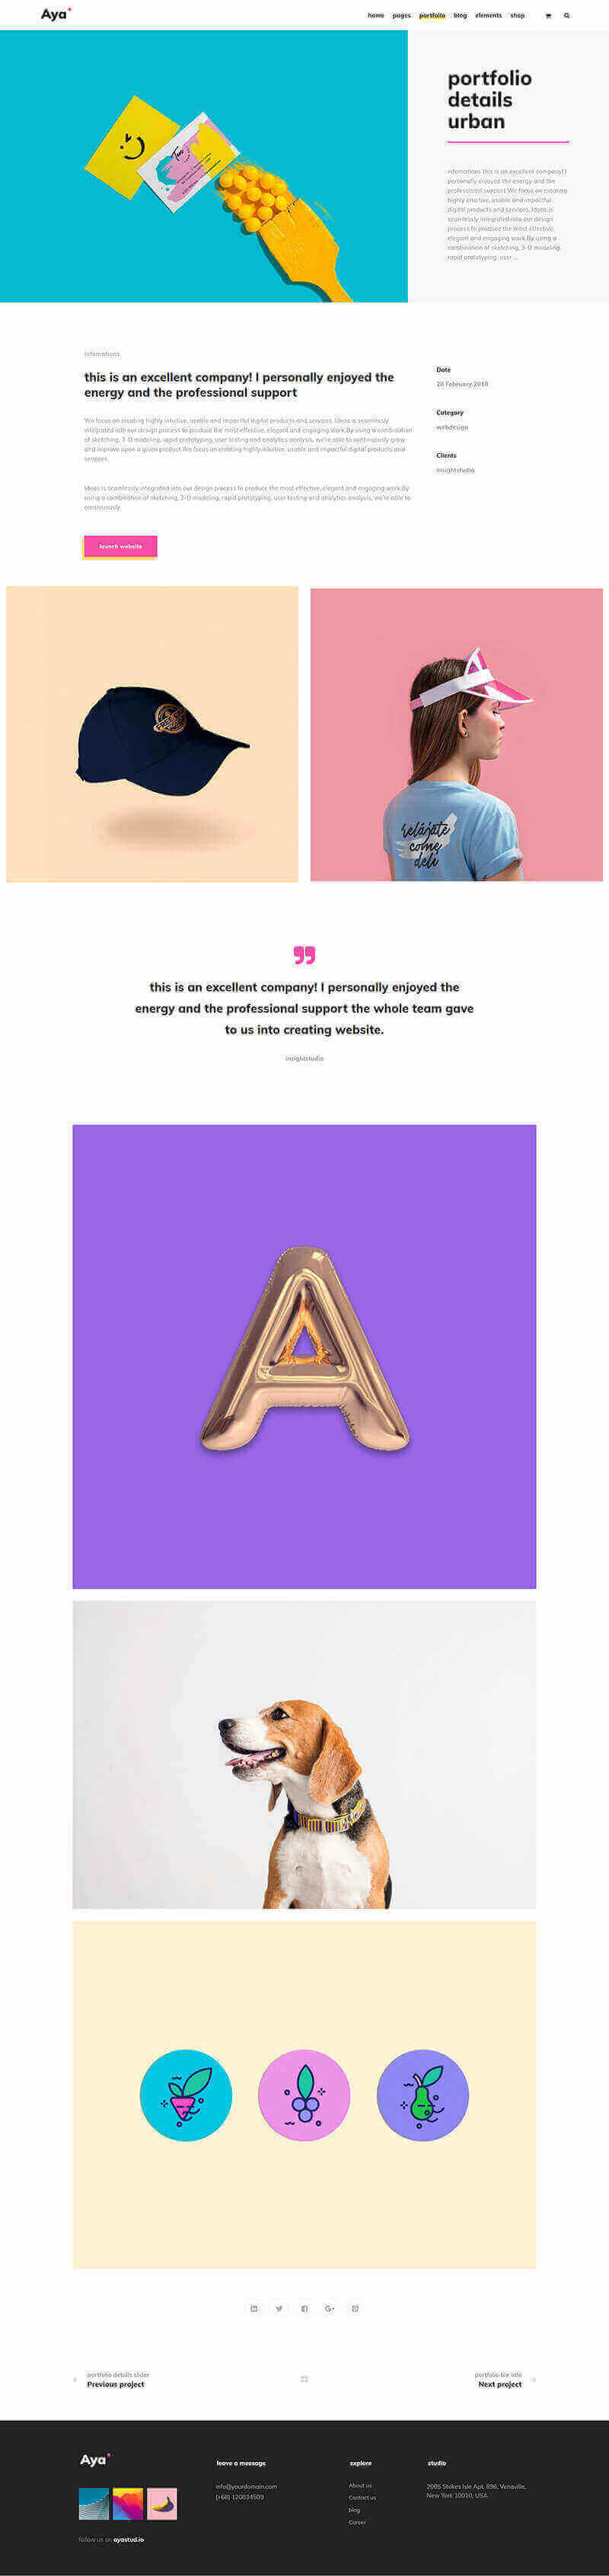 Aya
home pages portfolio blog elements shop
portfolio
details
urban
informations this is an excellent company! I
personally enjoyed the energy and the
professional support. We focus on creating
highly intuitive, usable and impactful
digital products and services. Ideas is
seamlessly integrated into our design
process to produce the most effective,
elegant and engaging work.By using a
combination of sketching, 3-D modeling,
rapid prototyping, user ...
Informations
this is an excellent company! I personally enjoyed the
energy and the professional support
We focus on creating highly intuitive, usable and impactful digital products and services. Ideas is seamlessly
integrated into our design process to produce the most effective, elegant and engaging work.By using a combination
of sketching, 3-D modeling, rapid prototyping, user testing and analytics analysis, we're able to continuously grow
and improve upon a given product.We focus on creating highly intuitive, usable and impactful digital products and
services.
Ideas is seamlessly integrated into our design process to produce the most effective, elegant and engaging work.By
using a combination of sketching, 3-D modeling, rapid prototyping, user testing and analytics analysis, we're able to
continuously
launch website
Date
28 February 2018
Category
webdesign
Clients
insightstudio
relájate
come
deli
this is an excellent company! I personally enjoyed the
energy and the professional support the whole team gave
to us into creating website.
insightstudio
A
portfolio details slider
Previous project
portfolio tile info
Next project
Aya
follow us on ayastud.io
leave a message
info@yourdomain.com
(+68) 120034509
explore
About us
Contact us
blog
Career
studio
2005 Stokes Isle Apt. 896, Venaville,
New York 10010, USA